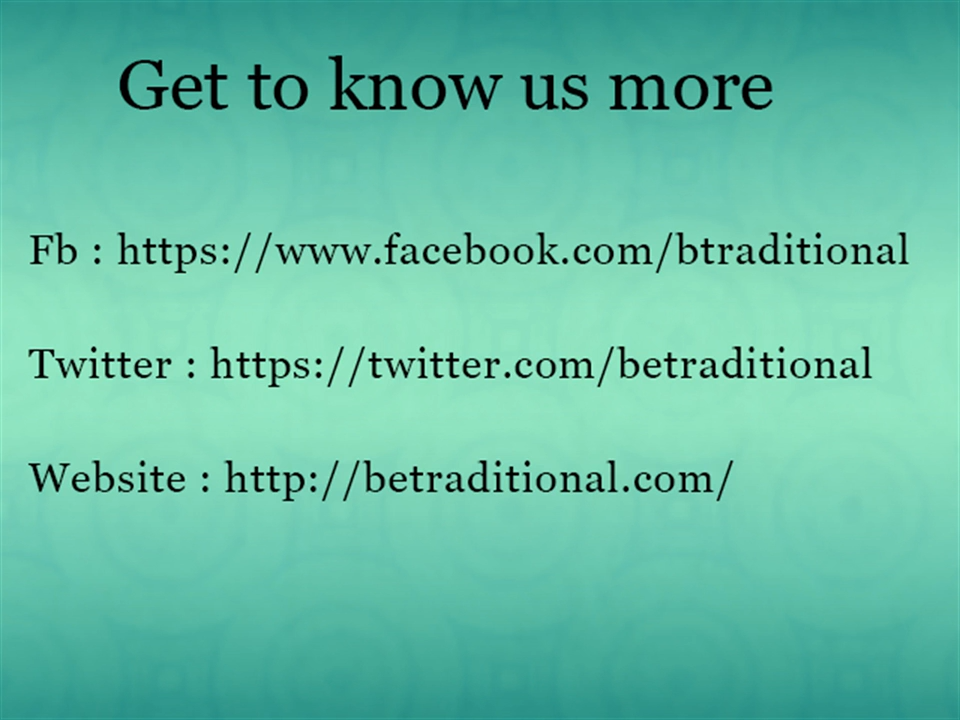 Get to know us more
Fb : https://www.facebook.com/btraditional
Twitter : https://twitter.com/betraditional
Website : http://betraditional.com/